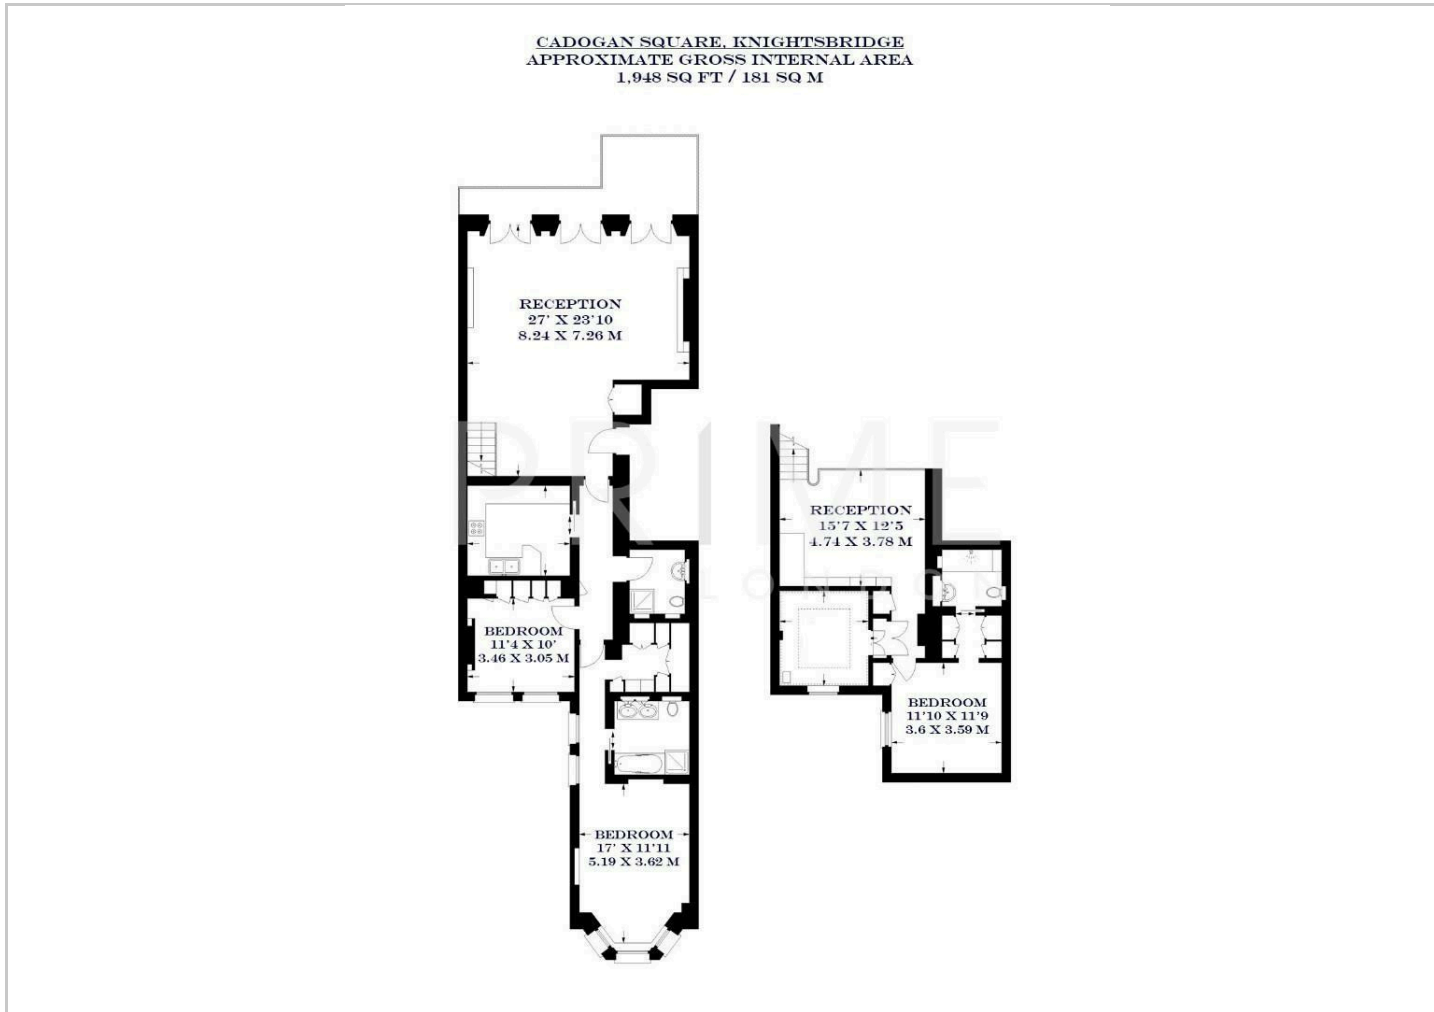 CADOGAN SQUARE, KNIGHTSBRIDGE
APPROXIMATE GROSS INTERNAL AREA
1,948 SQ FT / 181 SQ M
RECEPTION
27' X 23'10
8.24 X 7.26 M
PRIME
LONDON
RECEPTION
15'7 X 12'5
4.74 X 3.78 M
BEDROOM
11'4 X 10'
3.46 X 3.05 M
BEDROOM
11'10 X 11'9
3.6 X 3.59 M
BEDROOM
17' X 11'11
5.19 X 3.62 M